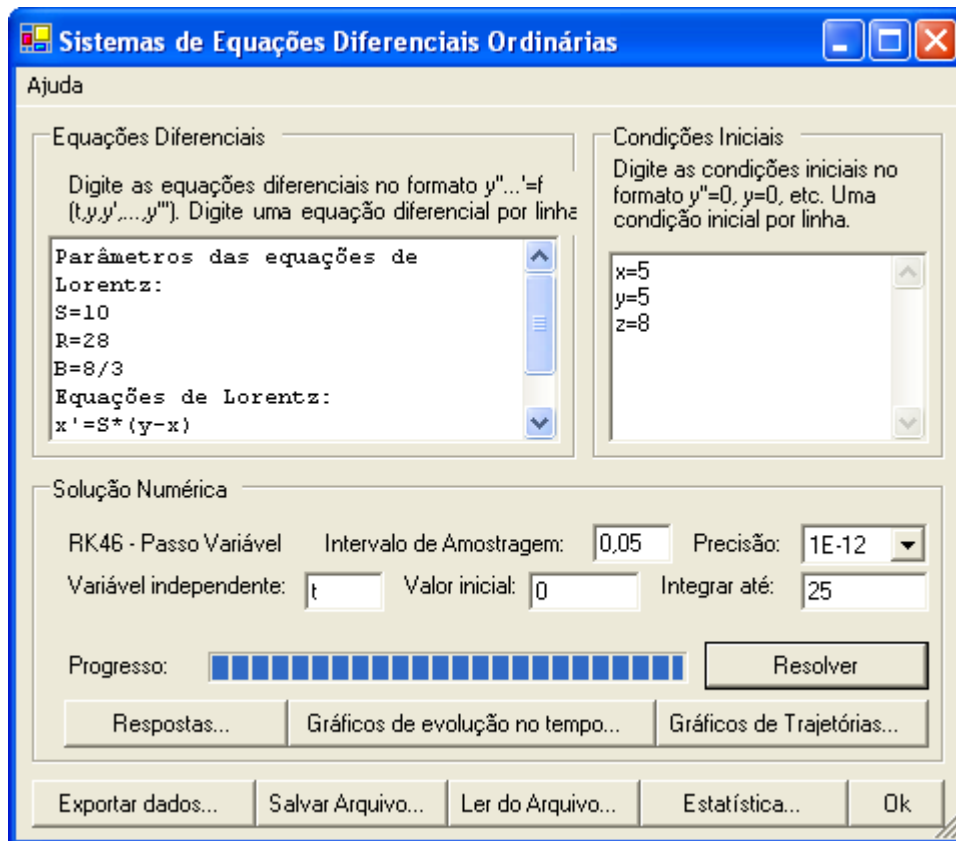 Sistemas de Equações Diferenciais Ordinárias
Ajuda
Equações Diferenciais
Digite as equações diferenciais no formato y''...'=f
(t,y,y',...,y'''). Digite uma equação diferencial por linha
Parâmetros das equações de
Lorentz:
S=10
R=28
B=8/3
Equações de Lorentz:
x'=S*(y-x)
Condições Iniciais
Digite as condições iniciais no
formato y''=0, y=0, etc. Uma
condição inicial por linha.
x=5
y=5
z=8
Solução Numérica
RK46 - Passo Variável Intervalo de Amostragem: 0,05 Precisão: 1E-12
Variável independente: t Valor inicial: 0 Integrar até: 25
Progresso: Resolver
Respostas... Gráficos de evolução no tempo... Gráficos de Trajetórias...
Exportar dados... Salvar Arquivo... Ler do Arquivo... Estatística... Ok